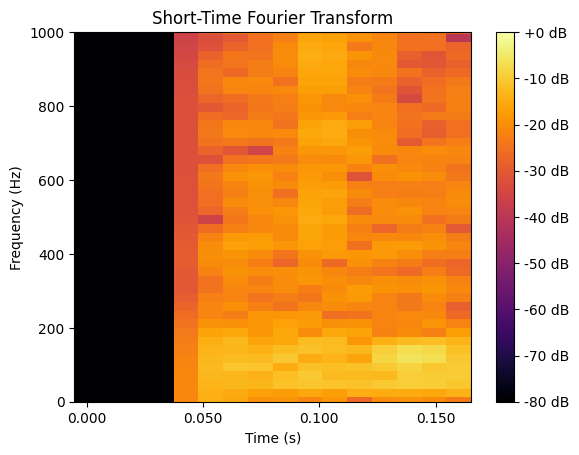 Short-Time Fourier Transform
1000
800
600
400
200
0
Frequency (Hz)
0.000
0.050
0.100
0.150
Time (s)
+0 dB
-10 dB
-20 dB
-30 dB
-40 dB
-50 dB
-60 dB
-70 dB
-80 dB